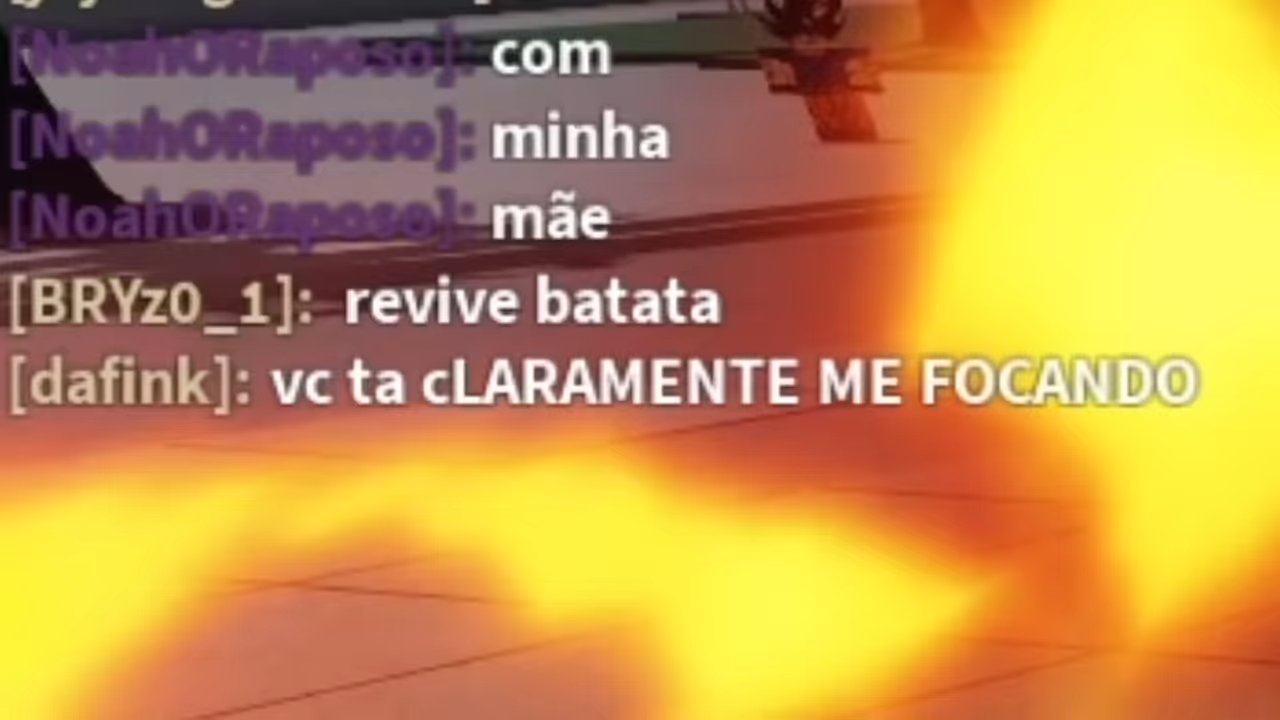 [NoahORaposo]: com
[NoahORaposo]: minha
[NoahORaposo]: mãe
[BRYz0_1]: revive batata
[dafink]: vc ta cLARAMENTE ME FOCANDO